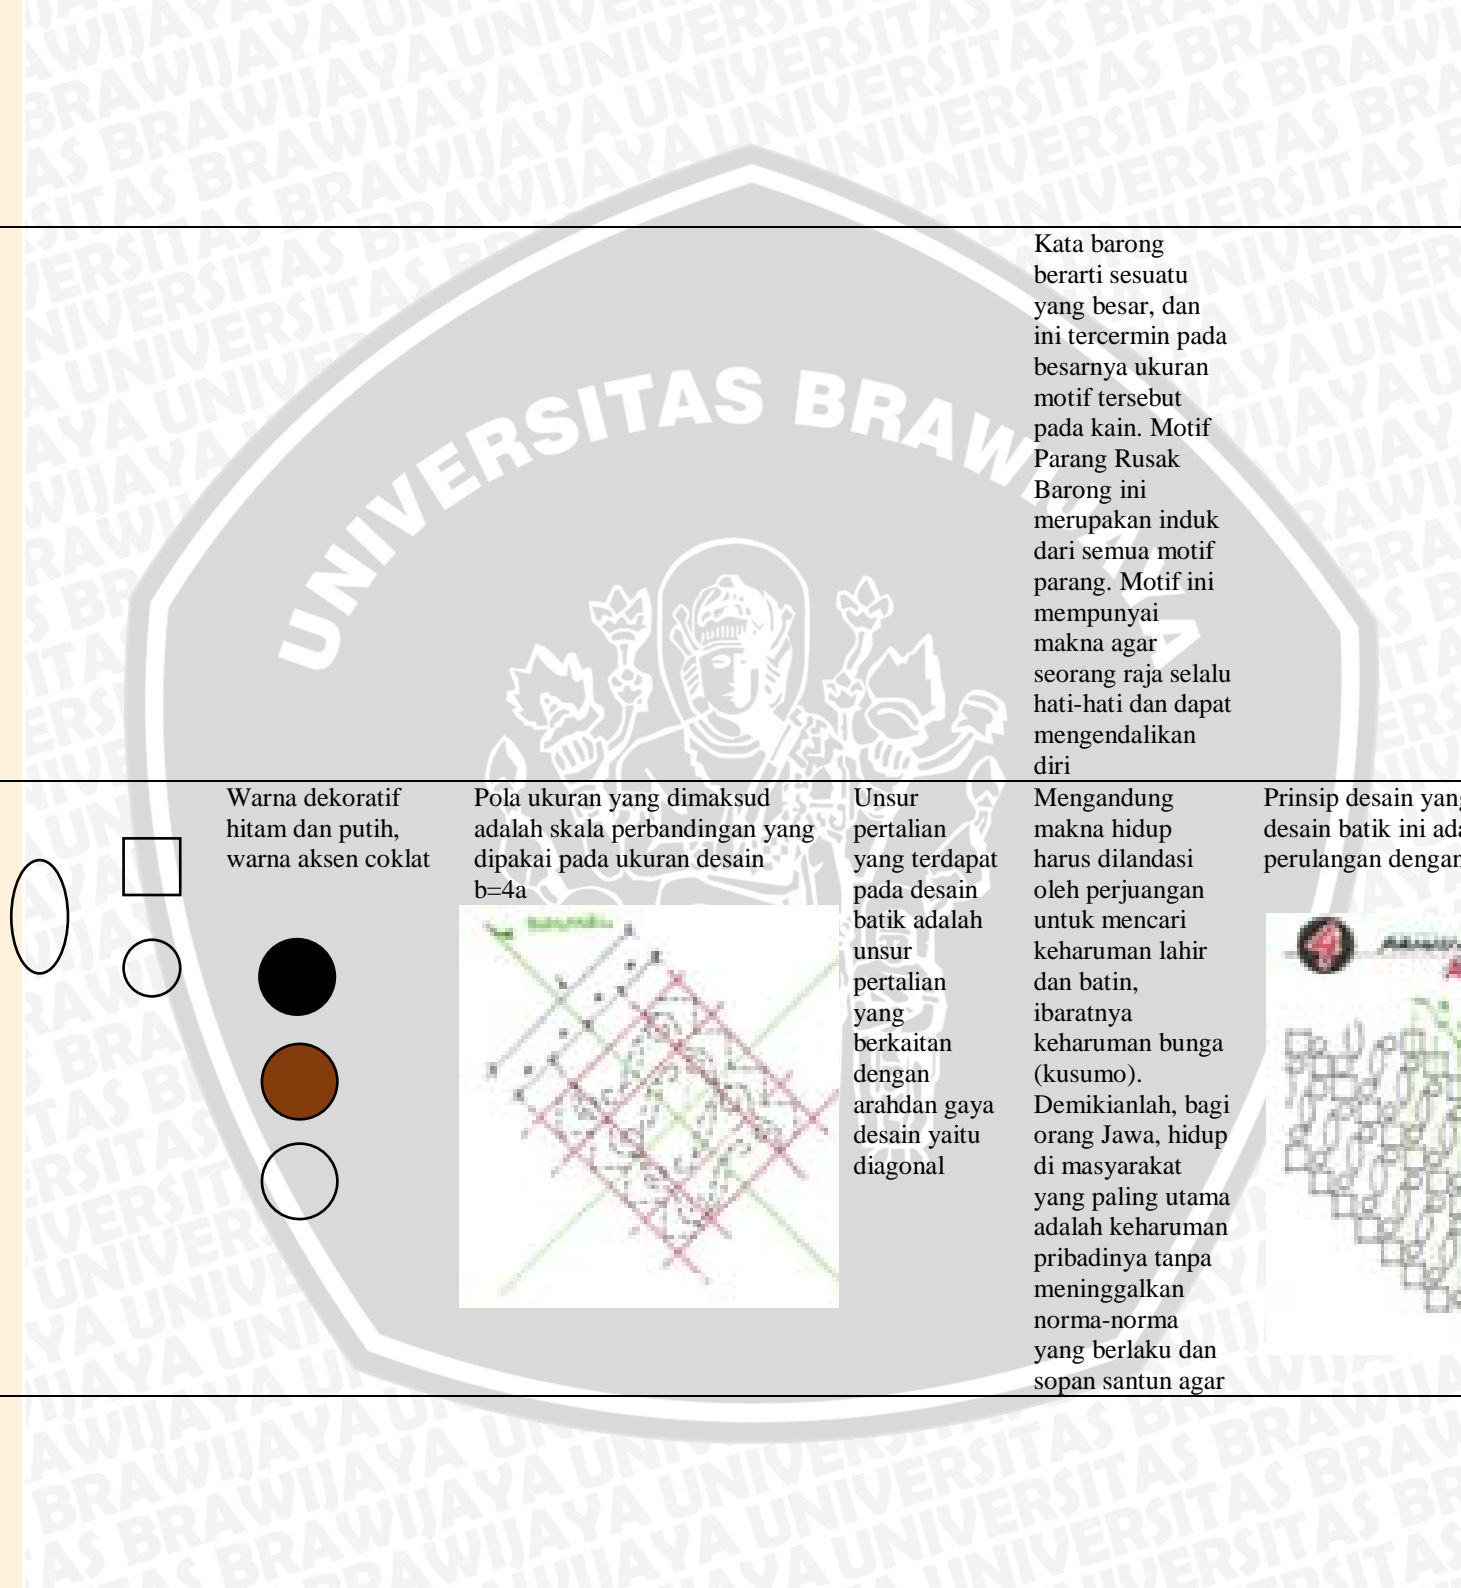 Kata barong
berarti sesuatu
yang besar, dan
ini tercermin pada
besarnya ukuran
motif tersebut
pada kain. Motif
Parang Rusak
Barong ini
merupakan induk
dari semua motif
parang. Motif ini
mempunyai
makna agar
seorang raja selalu
hati-hati dan dapat
mengendalikan
diri
Warna dekoratif
hitam dan putih,
warna aksen coklat
Pola ukuran yang dimaksud
adalah skala perbandingan yang
dipakai pada ukuran desain
b=4a
Unsur
pertalian
yang terdapat
pada desain
batik adalah
unsur
pertalian
yang
berkaitan
dengan
arahdan gaya
desain yaitu
diagonal
Mengandung
makna hidup
harus dilandasi
oleh perjuangan
untuk mencari
keharuman lahir
dan batin,
ibaratnya
keharuman bunga
(kusumo).
Demikianlah, bagi
orang Jawa, hidup
di masyarakat
yang paling utama
adalah keharuman
pribadinya tanpa
meninggalkan
norma-norma
yang berlaku dan
sopan santun agar
Prinsip desain yang
desain batik ini ada
perulangan dengan
4
UNIVERSITAS BRAWIJAYA